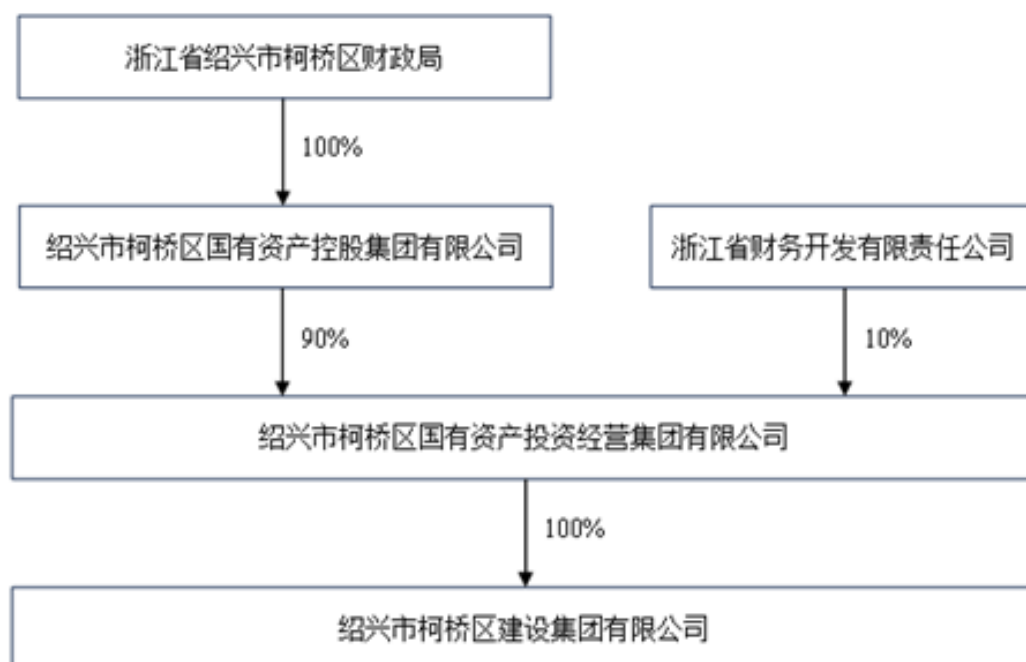 浙江省绍兴市柯桥区财政局
100%
绍兴市柯桥区国有资产控股集团有限公司
浙江省财务开发有限责任公司
90%
10%
绍兴市柯桥区国有资产投资经营集团有限公司
100%
绍兴市柯桥区建设集团有限公司